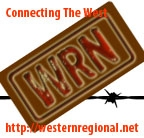 Connecting The West
WRN
http://westernregional.net